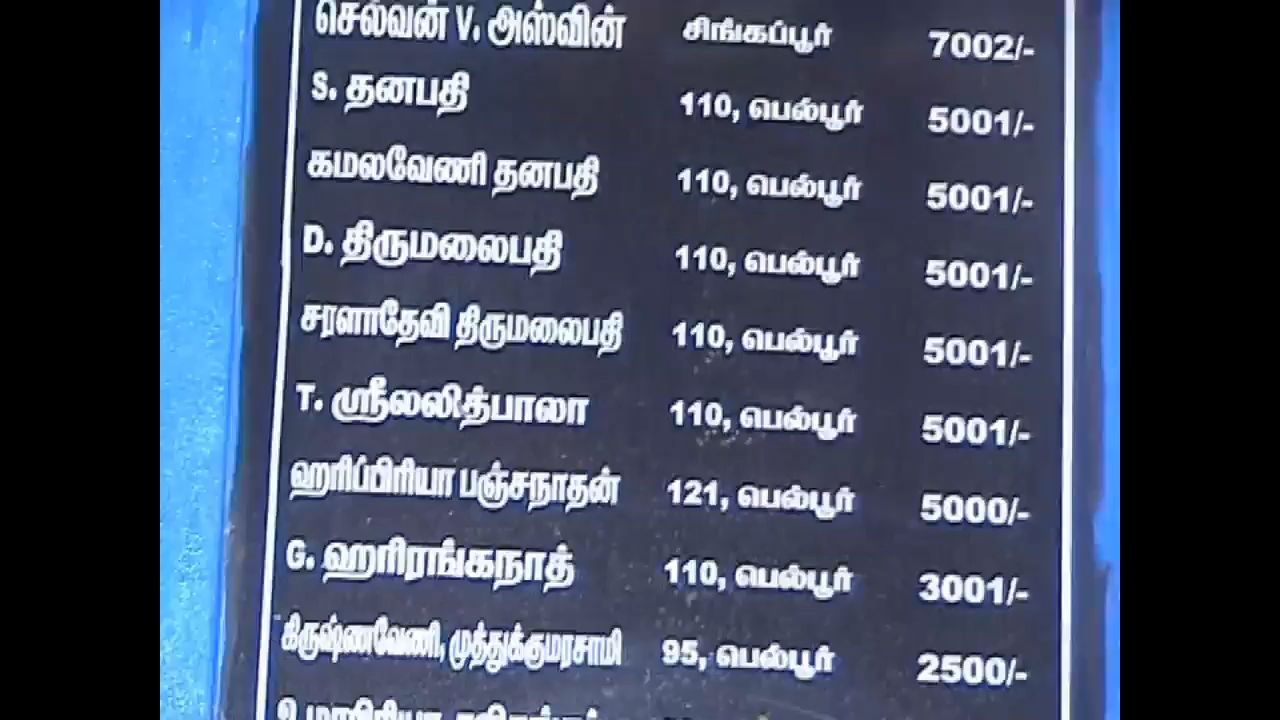 செல்வன் V. அஸ்வின் சிங்கப்பூர் 7002/-
S. தனபதி 110, பெல்பூர் 5001/-
கமலவேணி தனபதி 110, பெல்பூர் 5001/-
D. திருமலைபதி 110, பெல்பூர் 5001/-
சரளாதேவி திருமலைபதி 110, பெல்பூர் 5001/-
T. ஸ்ரீலலித்பாலா 110, பெல்பூர் 5001/-
ஹரிப்பிரியா பஞ்சநாதன் 121, பெல்பூர் 5000/-
G. ஹரிரங்கநாத் 110, பெல்பூர் 3001/-
கிருஷ்ணவேணி, முத்துக்குமரசாமி 95, பெல்பூர் 2500/-